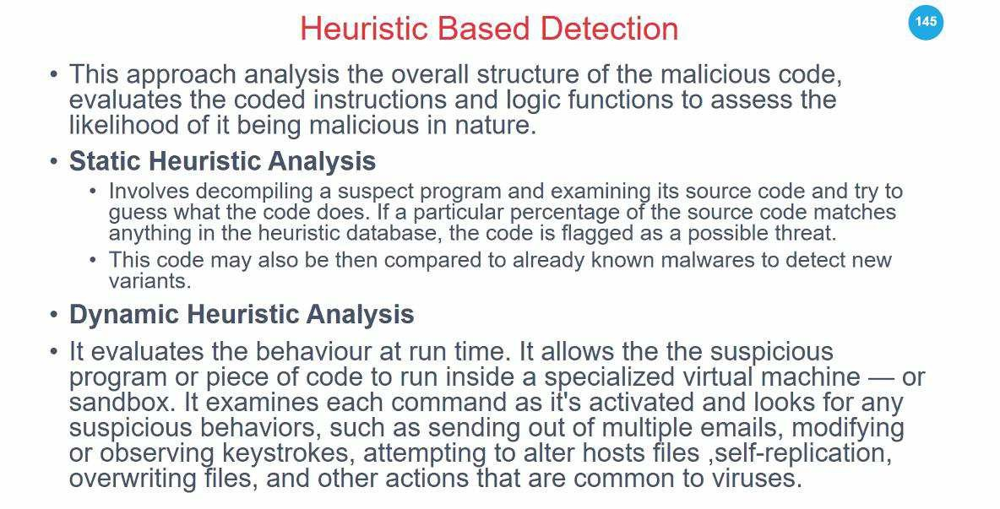 Heuristic Based Detection
145
• This approach analysis the overall structure of the malicious code,
evaluates the coded instructions and logic functions to assess the
likelihood of it being malicious in nature.
• Static Heuristic Analysis
• Involves decompiling a suspect program and examining its source code and try to
guess what the code does. If a particular percentage of the source code matches
anything in the heuristic database, the code is flagged as a possible threat.
• This code may also be then compared to already known malwares to detect new
variants.
• Dynamic Heuristic Analysis
• It evaluates the behaviour at run time. It allows the the suspicious
program or piece of code to run inside a specialized virtual machine — or
sandbox. It examines each command as it's activated and looks for any
suspicious behaviors, such as sending out of multiple emails, modifying
or observing keystrokes, attempting to alter hosts files ,self-replication,
overwriting files, and other actions that are common to viruses.